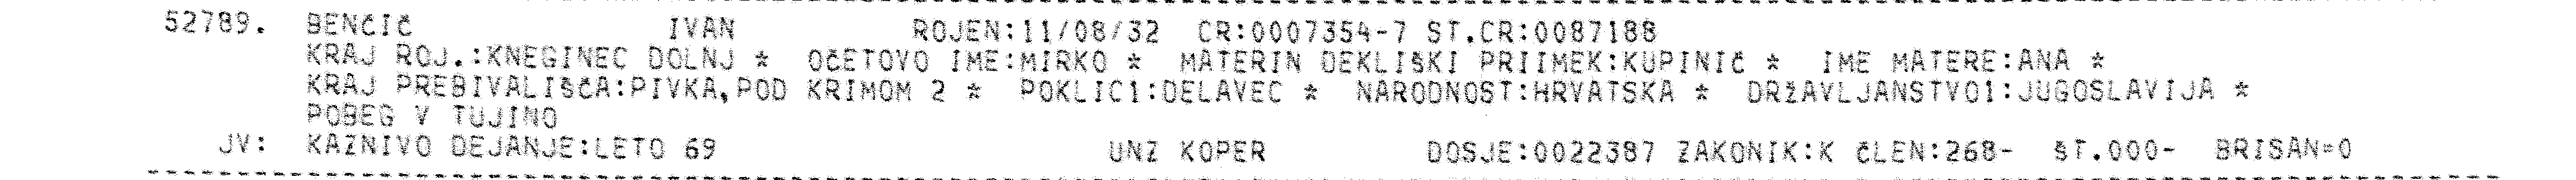 52789. BENČIČ IVAN ROJEN:11/08/32 CR:0007354-7 ST.CR:0087188
KRAJ ROJ.:KNEGINEC DOLNJ * OČETOVO IME:MIRKO * MATERIN DEKLIŠKI PRIIMEK:KUPINIČ * IME MATERE:ANA *
KRAJ PREBIVALIŠČA:PIVKA,POD KRIMOM 2 * POKLIC1:DELAVEC * NARODNOST:HRVATSKA * DRŽAVLJANSTVO1:JUGOSLAVIJA *
POBEG V TUJINO
JV: KAZNIVO DEJANJE:LETO 69 UNZ KOPER DOSJE:0022387 ZAKONIK:K ČLEN:268- ŠT.000- BRISAN=0